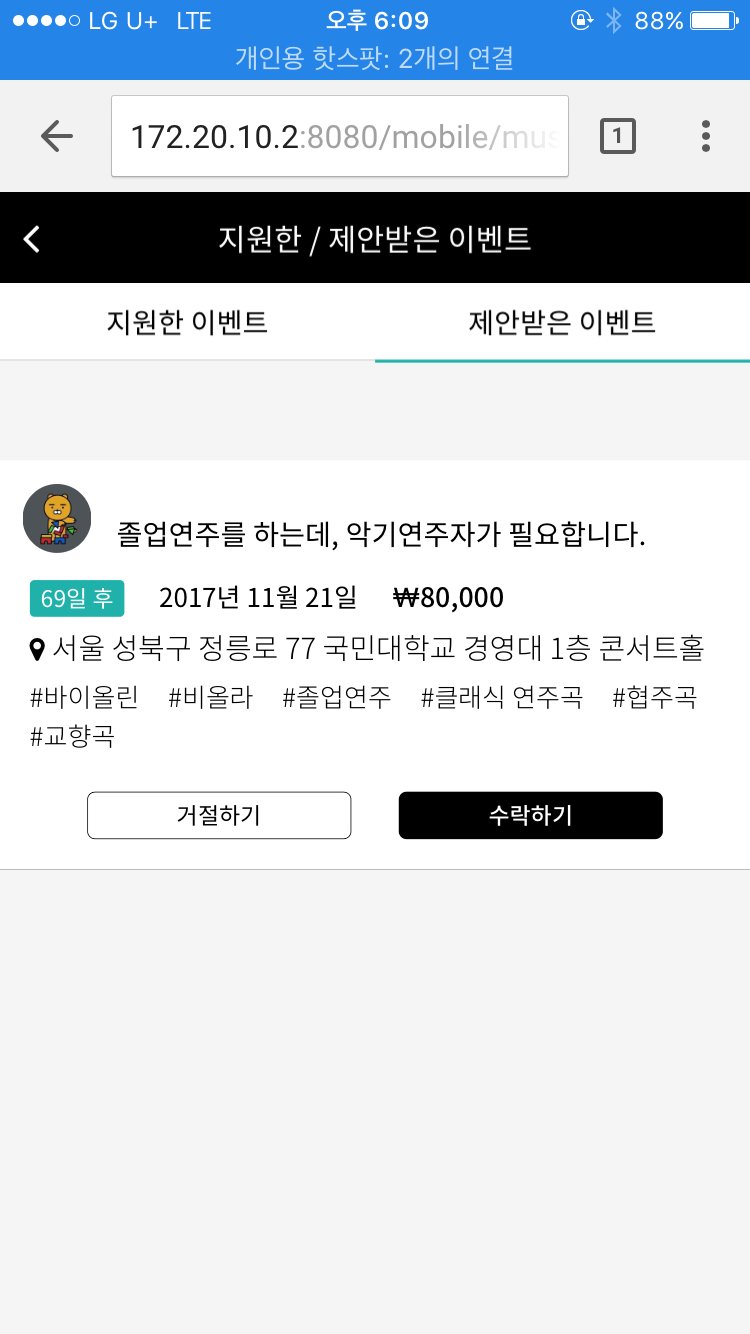 LG U+ LTE 오후 6:09 88%
개인용 핫스팟: 2개의 연결
172.20.10.2:8080/mobile/mus 1
지원한 / 제안받은 이벤트
지원한 이벤트 제안받은 이벤트
졸업연주를 하는데, 악기연주자가 필요합니다.
69일 후 2017년 11월 21일 ₩80,000
서울 성북구 정릉로 77 국민대학교 경영대 1층 콘서트홀
#바이올린 #비올라 #졸업연주 #클래식 연주곡 #협주곡
#교향곡
거절하기 수락하기